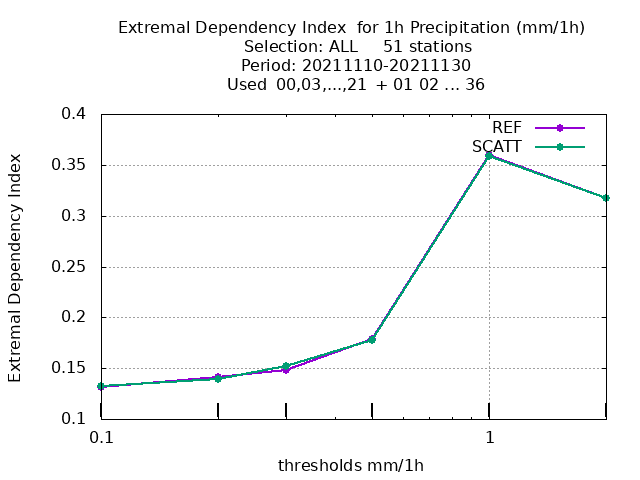 Extremal Dependency Index  for 1h Precipitation (mm/1h)
Selection: ALL     51 stations
Period: 20211110-20211130
Used  00,03,...,21  + 01 02 ... 36
REF
SCATT
Extremal Dependency Index
0.4
0.35
0.3
0.25
0.2
0.15
0.1
0.1
1
thresholds mm/1h